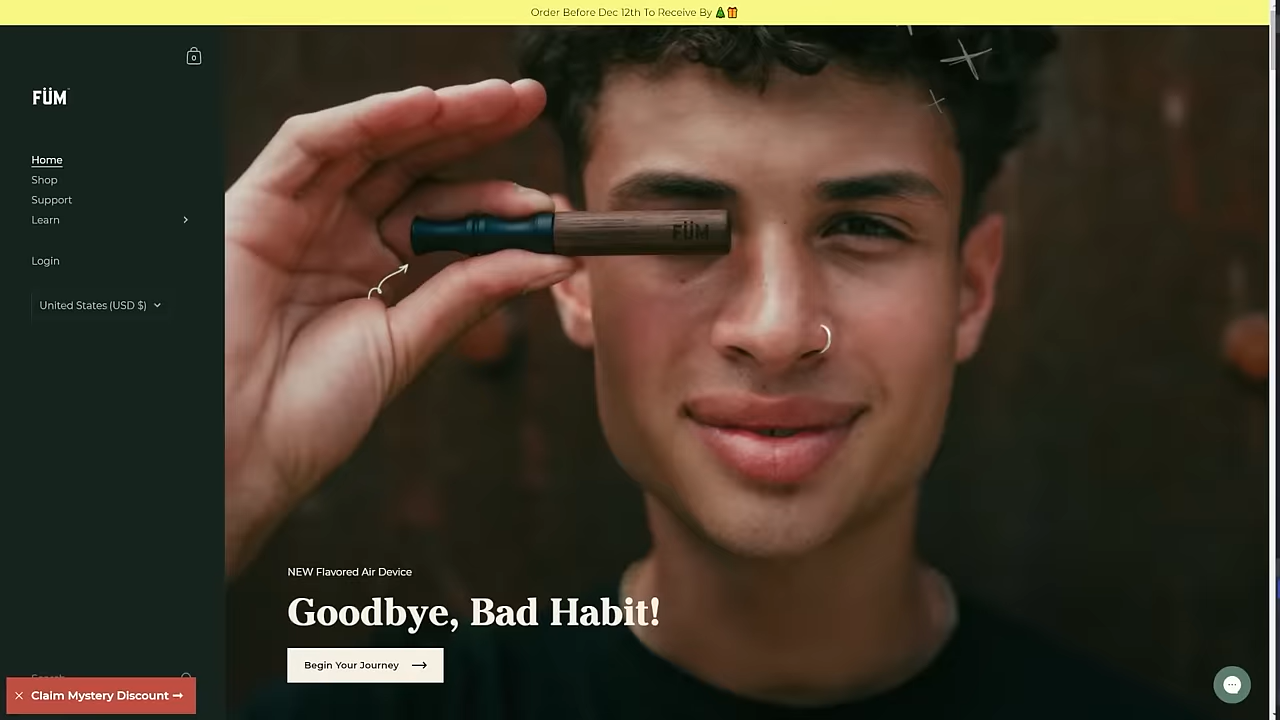 Order Before Dec 12th To Receive By 🎄🎁
0
FÜM
Home
Shop
Support
Learn
Login
United States (USD $)
FÜM
NEW Flavored Air Device
Goodbye, Bad Habit!
Begin Your Journey →
Search
× Claim Mystery Discount →